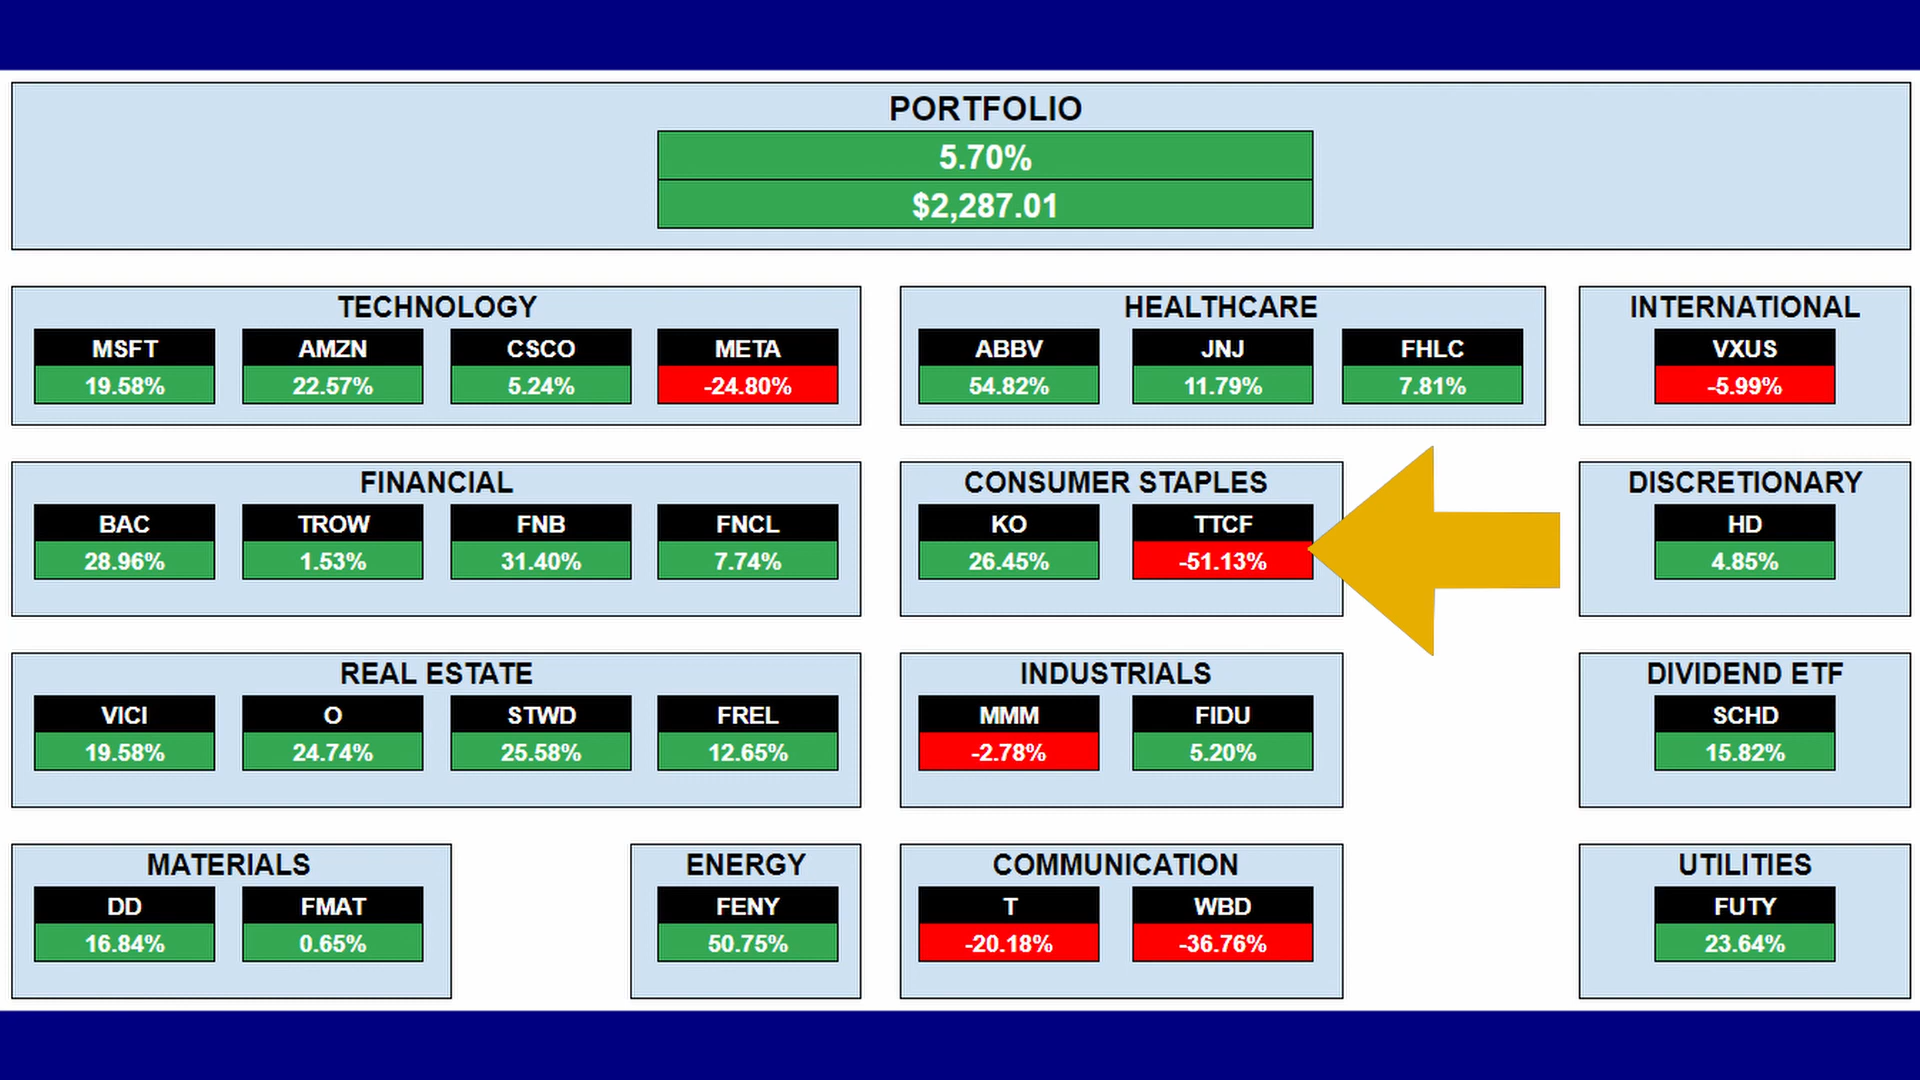 PORTFOLIO
5.70%
$2,287.01
TECHNOLOGY
MSFT AMZN CSCO META
19.58% 22.57% 5.24% -24.80%
HEALTHCARE
ABBV JNJ FHLC
54.82% 11.79% 7.81%
INTERNATIONAL
VXUS
-5.99%
FINANCIAL
BAC TROW FNB FNCL
28.96% 1.53% 31.40% 7.74%
CONSUMER STAPLES
KO TTCF
26.45% -51.13%
DISCRETIONARY
HD
4.85%
REAL ESTATE
VICI O STWD FREL
19.58% 24.74% 25.58% 12.65%
INDUSTRIALS
MMM FIDU
-2.78% 5.20%
DIVIDEND ETF
SCHD
15.82%
MATERIALS
DD FMAT
16.84% 0.65%
ENERGY
FENY
50.75%
COMMUNICATION
T WBD
-20.18% -36.76%
UTILITIES
FUTY
23.64%